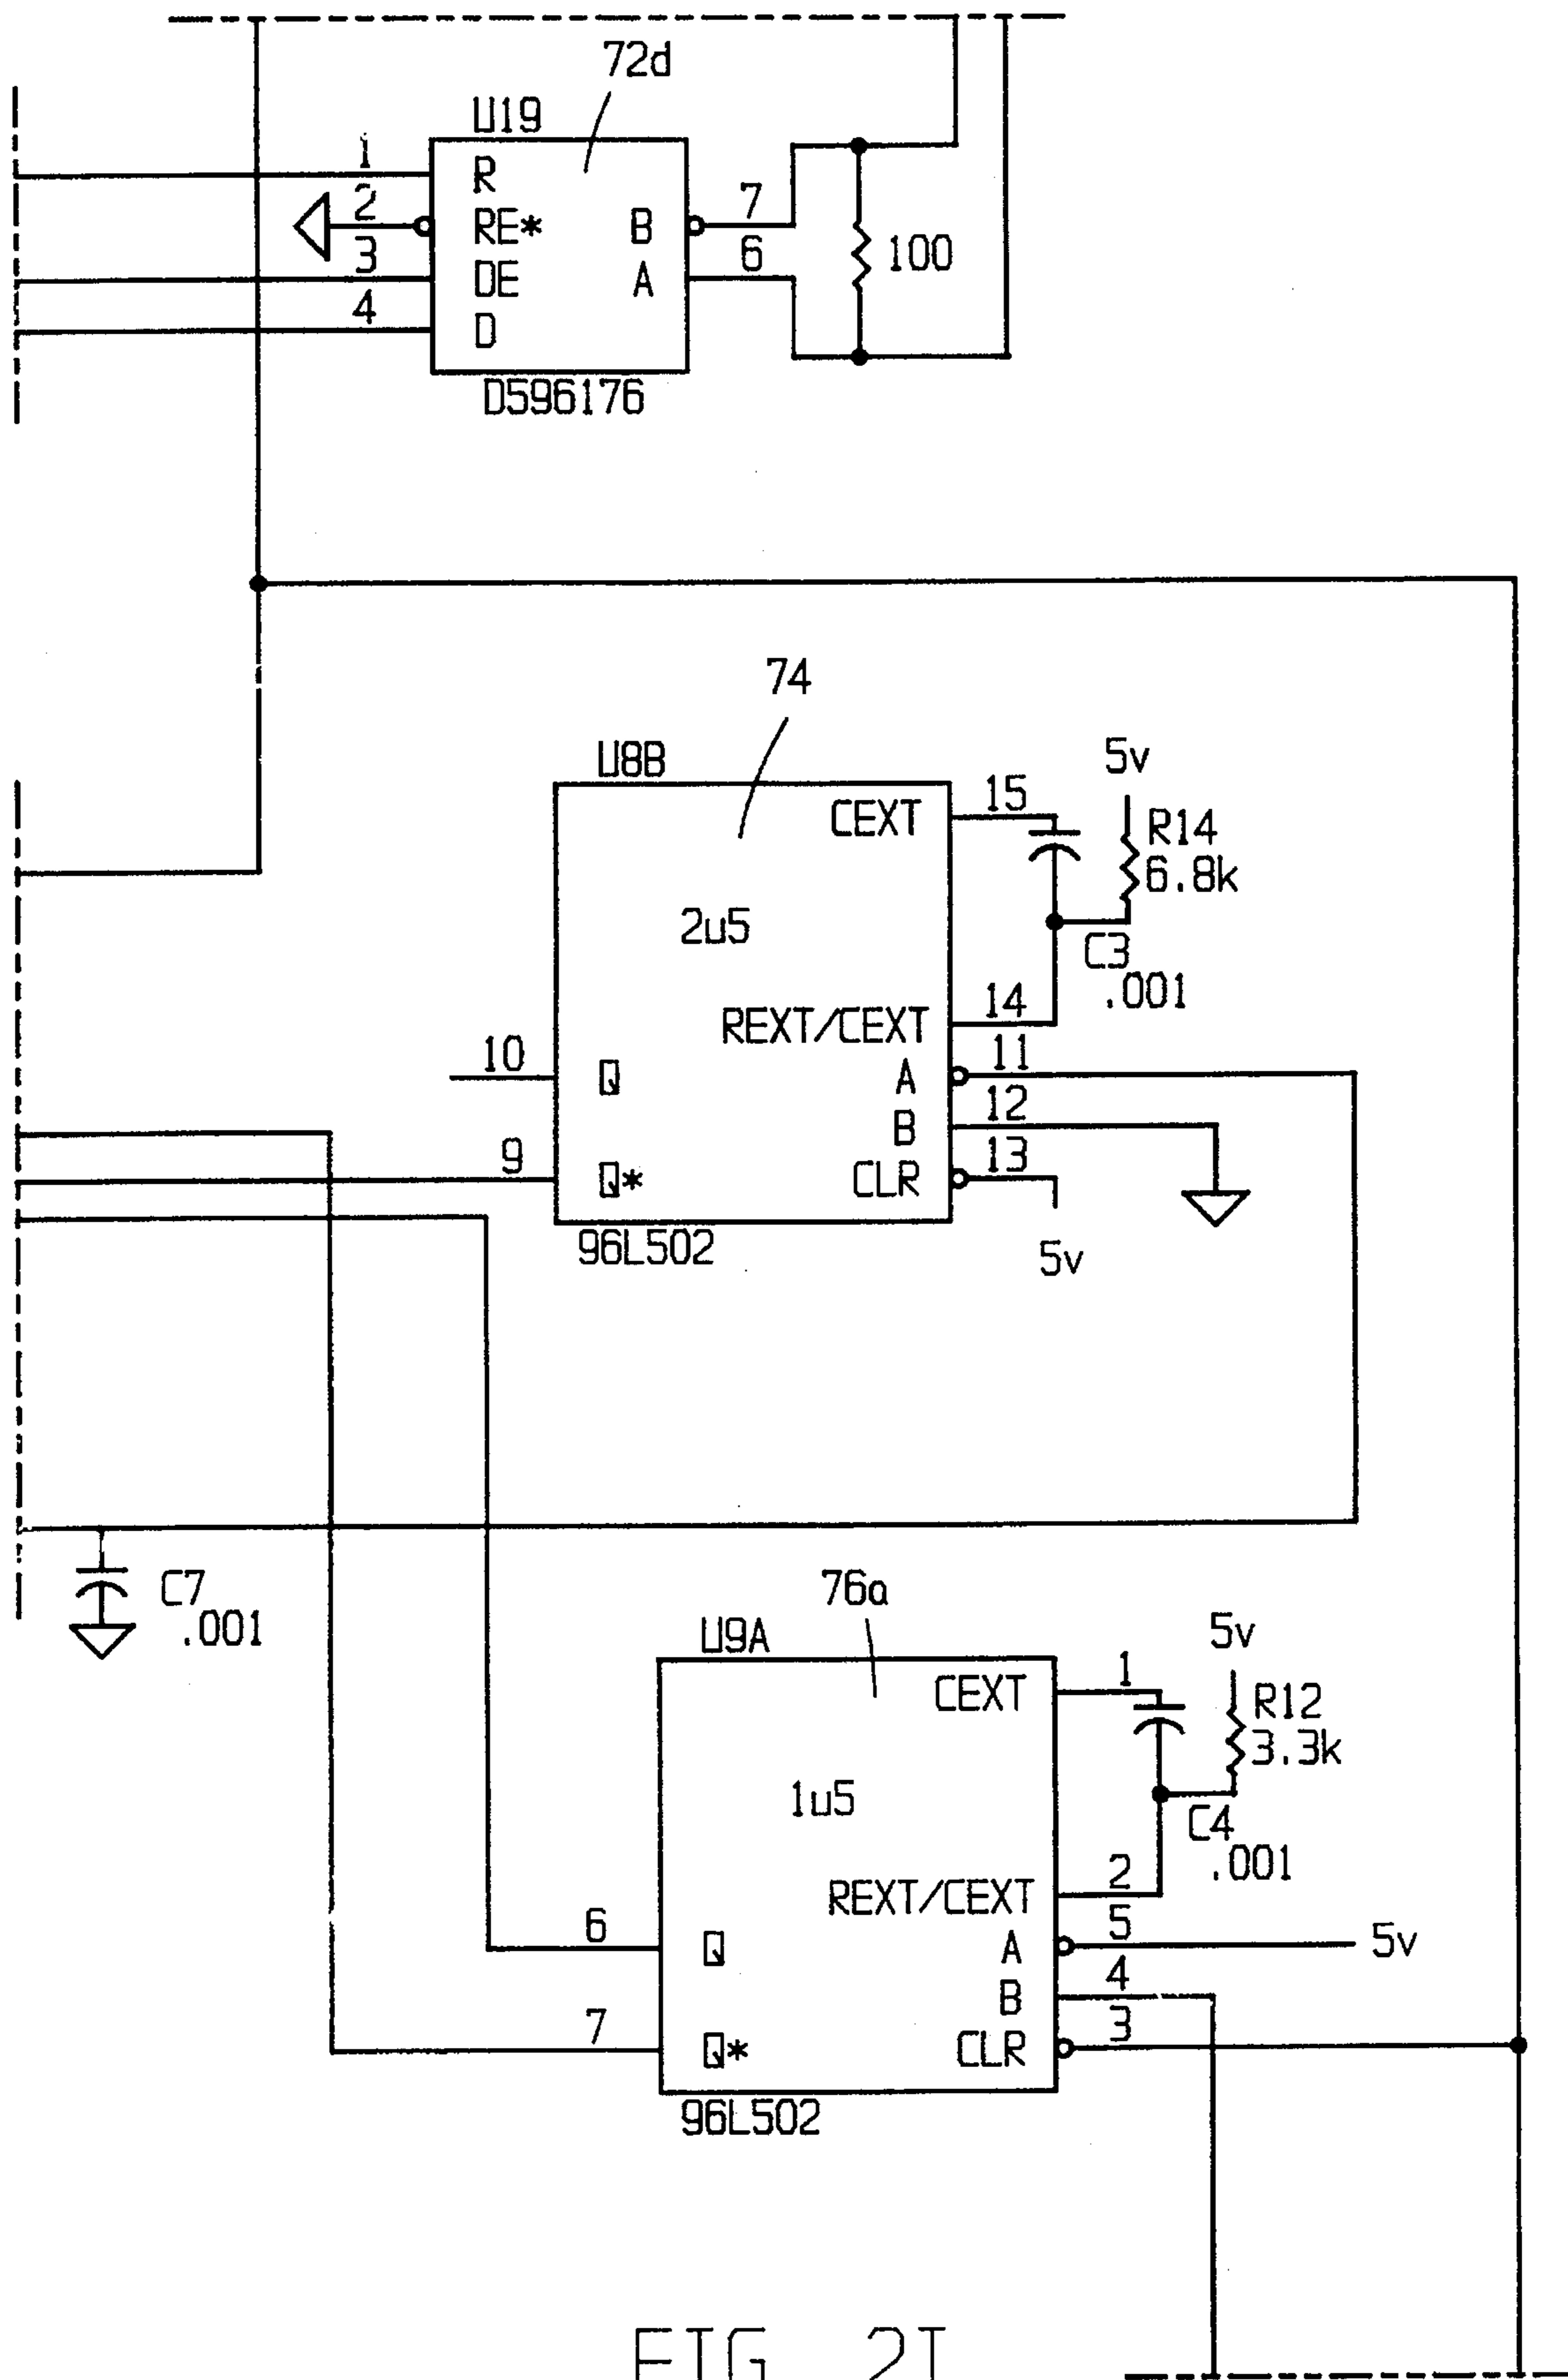 72d
U19
1
R
2
RE*
B
7
3
DE
A
6
100
4
D
D596176
74
U8B
5v
CEXT
15
R14
6.8k
2u5
C3
.001
REXT/CEXT
14
10
Q
A
11
B
12
9
Q*
CLR
13
96L502
5v
C7
.001
76a
U9A
5v
CEXT
1
R12
3.3k
1u5
C4
.001
REXT/CEXT
2
6
Q
A
5
5v
B
4
7
Q*
CLR
3
96L502
FIG. 2I